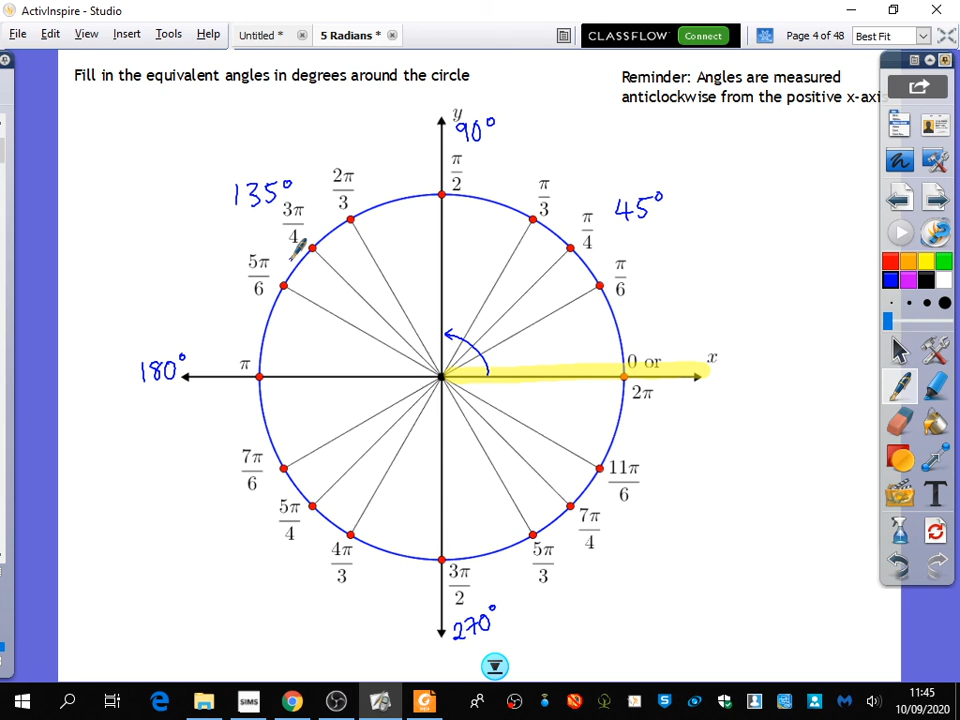 ActivInspire - Studio
File Edit View Insert Tools Help
Untitled *
5 Radians *
CLASSFLOW Connect
Page 4 of 48
Best Fit
Fill in the equivalent angles in degrees around the circle
Reminder: Angles are measured
anticlockwise from the positive x-axis
y
90°
π/2
2π/3
π/3
135°
3π/4
45°
π/4
5π/6
π/6
180°
π
0 or
2π
x
7π/6
11π/6
5π/4
7π/4
4π/3
5π/3
3π/2
270°
T
SIMS
11:45
10/09/2020